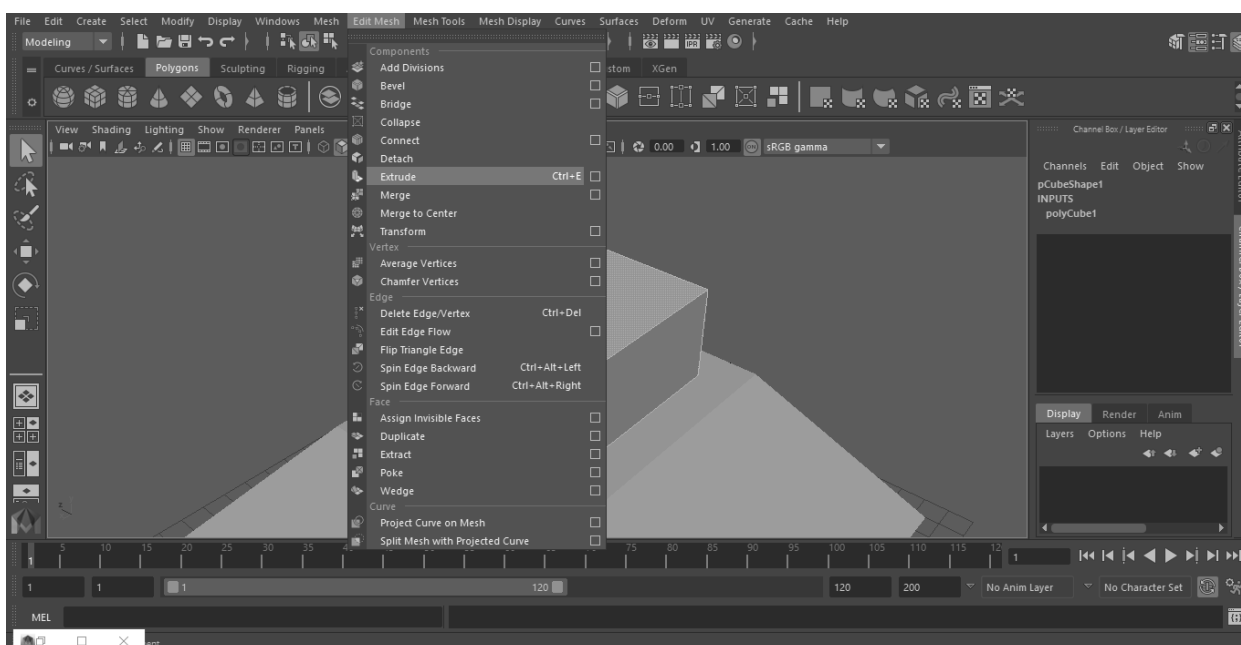 File Edit Create Select Modify Display Windows Mesh Edit Mesh Mesh Tools Mesh Display Curves Surfaces Deform UV Generate Cache Help
Modeling
Curves / Surfaces Polygons Sculpting Rigging XGen
View Shading Lighting Show Renderer Panels
0.00 1.00 sRGB gamma
Components
Add Divisions
Bevel
Bridge
Collapse
Connect
Detach
Extrude Ctrl+E
Merge
Merge to Center
Transform
Vertex
Average Vertices
Chamfer Vertices
Edge
Delete Edge/Vertex Ctrl+Del
Edit Edge Flow
Flip Triangle Edge
Spin Edge Backward Ctrl+Alt+Left
Spin Edge Forward Ctrl+Alt+Right
Face
Assign Invisible Faces
Duplicate
Extract
Poke
Wedge
Curve
Project Curve on Mesh
Split Mesh with Projected Curve
Channel Box / Layer Editor
Channels Edit Object Show
pCubeShape1
INPUTS
polyCube1
Display Render Anim
Layers Options Help
5 10 15 20 25 30 35 75 80 85 90 95 100 105 110 115
1 1
1 1 1 120 120 200 No Anim Layer No Character Set
MEL